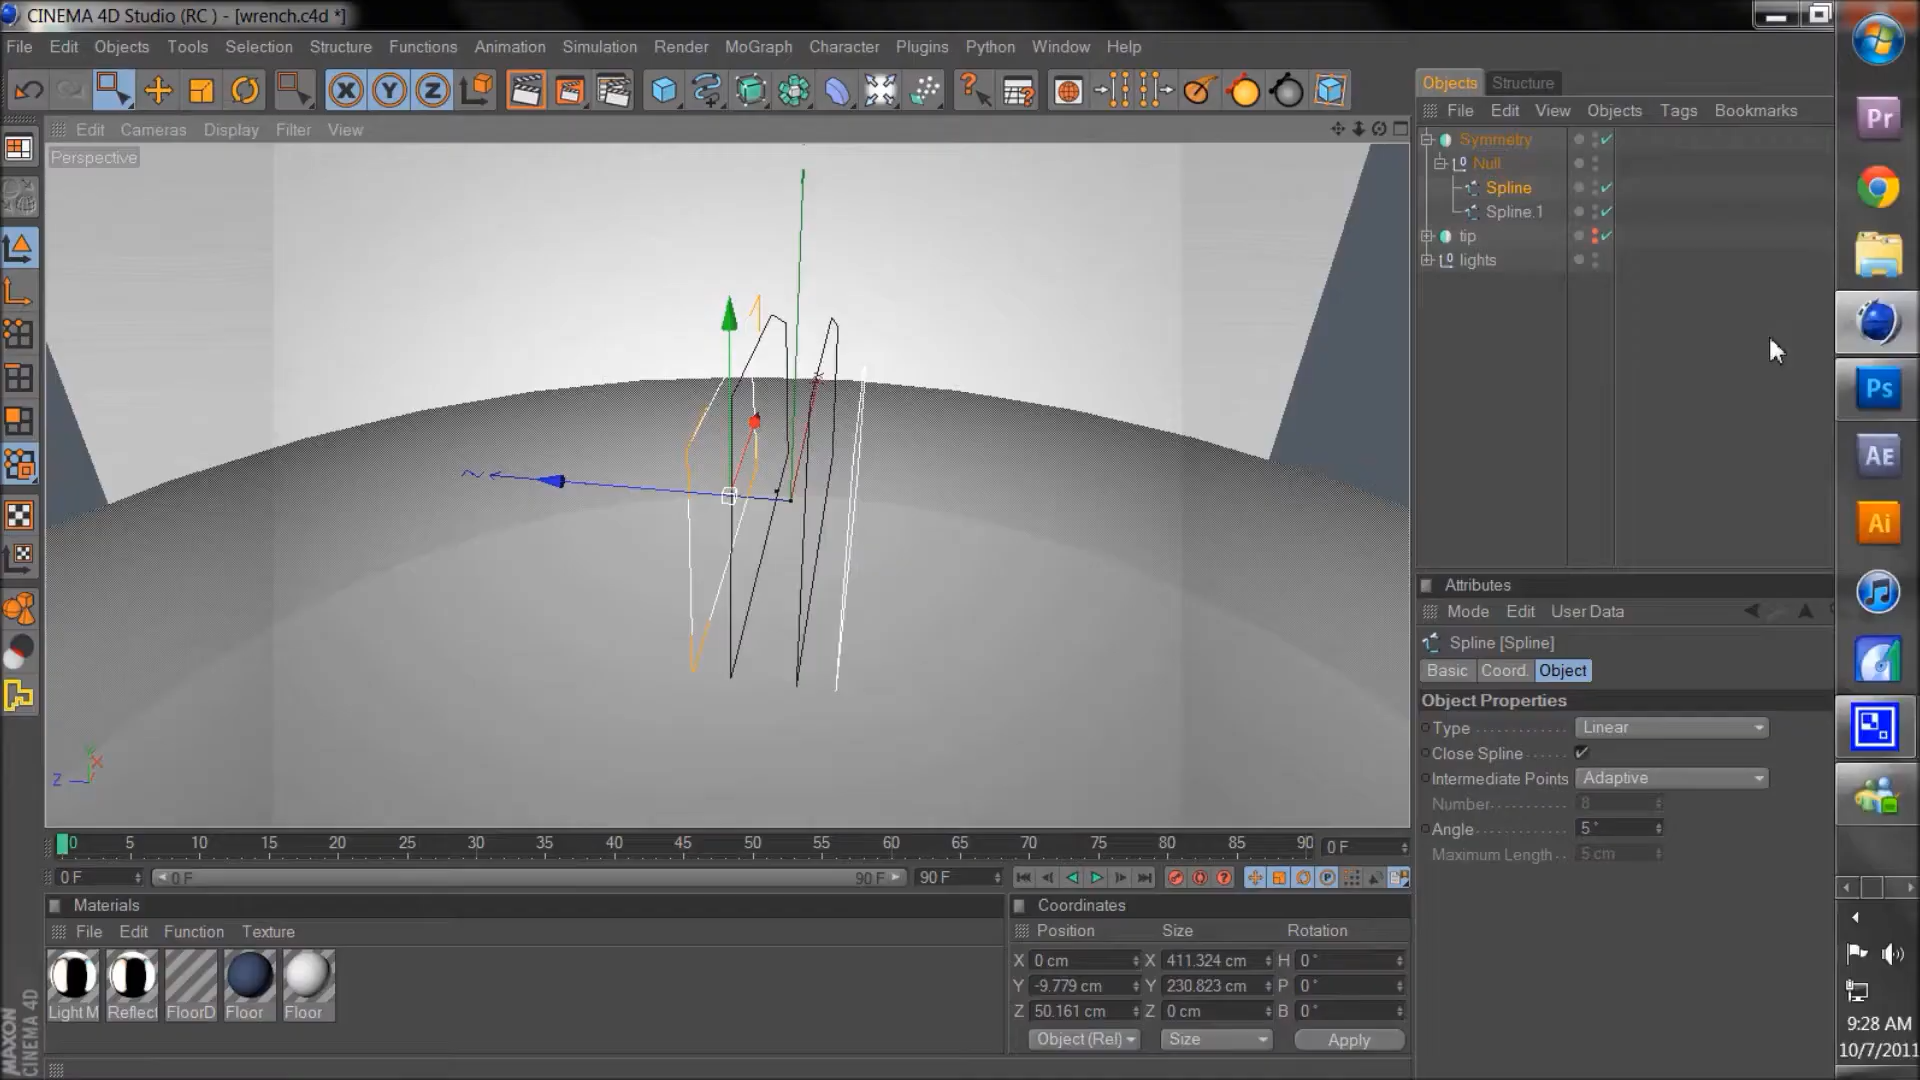 CINEMA 4D Studio (RC ) - [wrench.c4d *]
File Edit Objects Tools Selection Structure Functions Animation Simulation Render MoGraph Character Plugins Python Window Help
X Y Z
Edit Cameras Display Filter View
Perspective
Objects Structure
File Edit View Objects Tags Bookmarks
Symmetry
Null
Spline
Spline.1
tip
lights
Pr
Ps
AE
Ai
Attributes
Mode Edit User Data
Spline [Spline]
Basic Coord. Object
Object Properties
Type Linear
Close Spline
Intermediate Points Adaptive
Number 8
Angle 5 °
Maximum Length 5 cm
Y X
Z
0 5 10 15 20 25 30 35 40 45 50 55 60 65 70 75 80 85 90 0 F
0 F 0 F 90 F 90 F
Materials
File Edit Function Texture
Light M Reflect FloorD Floor Floor
Coordinates
Position Size Rotation
X 0 cm X 411.324 cm H 0 °
Y -9.779 cm Y 230.823 cm P 0 °
Z 50.161 cm Z 0 cm B 0 °
Object (Rel) Size Apply
MAXON
CINEMA 4D
9:28 AM
10/7/2011